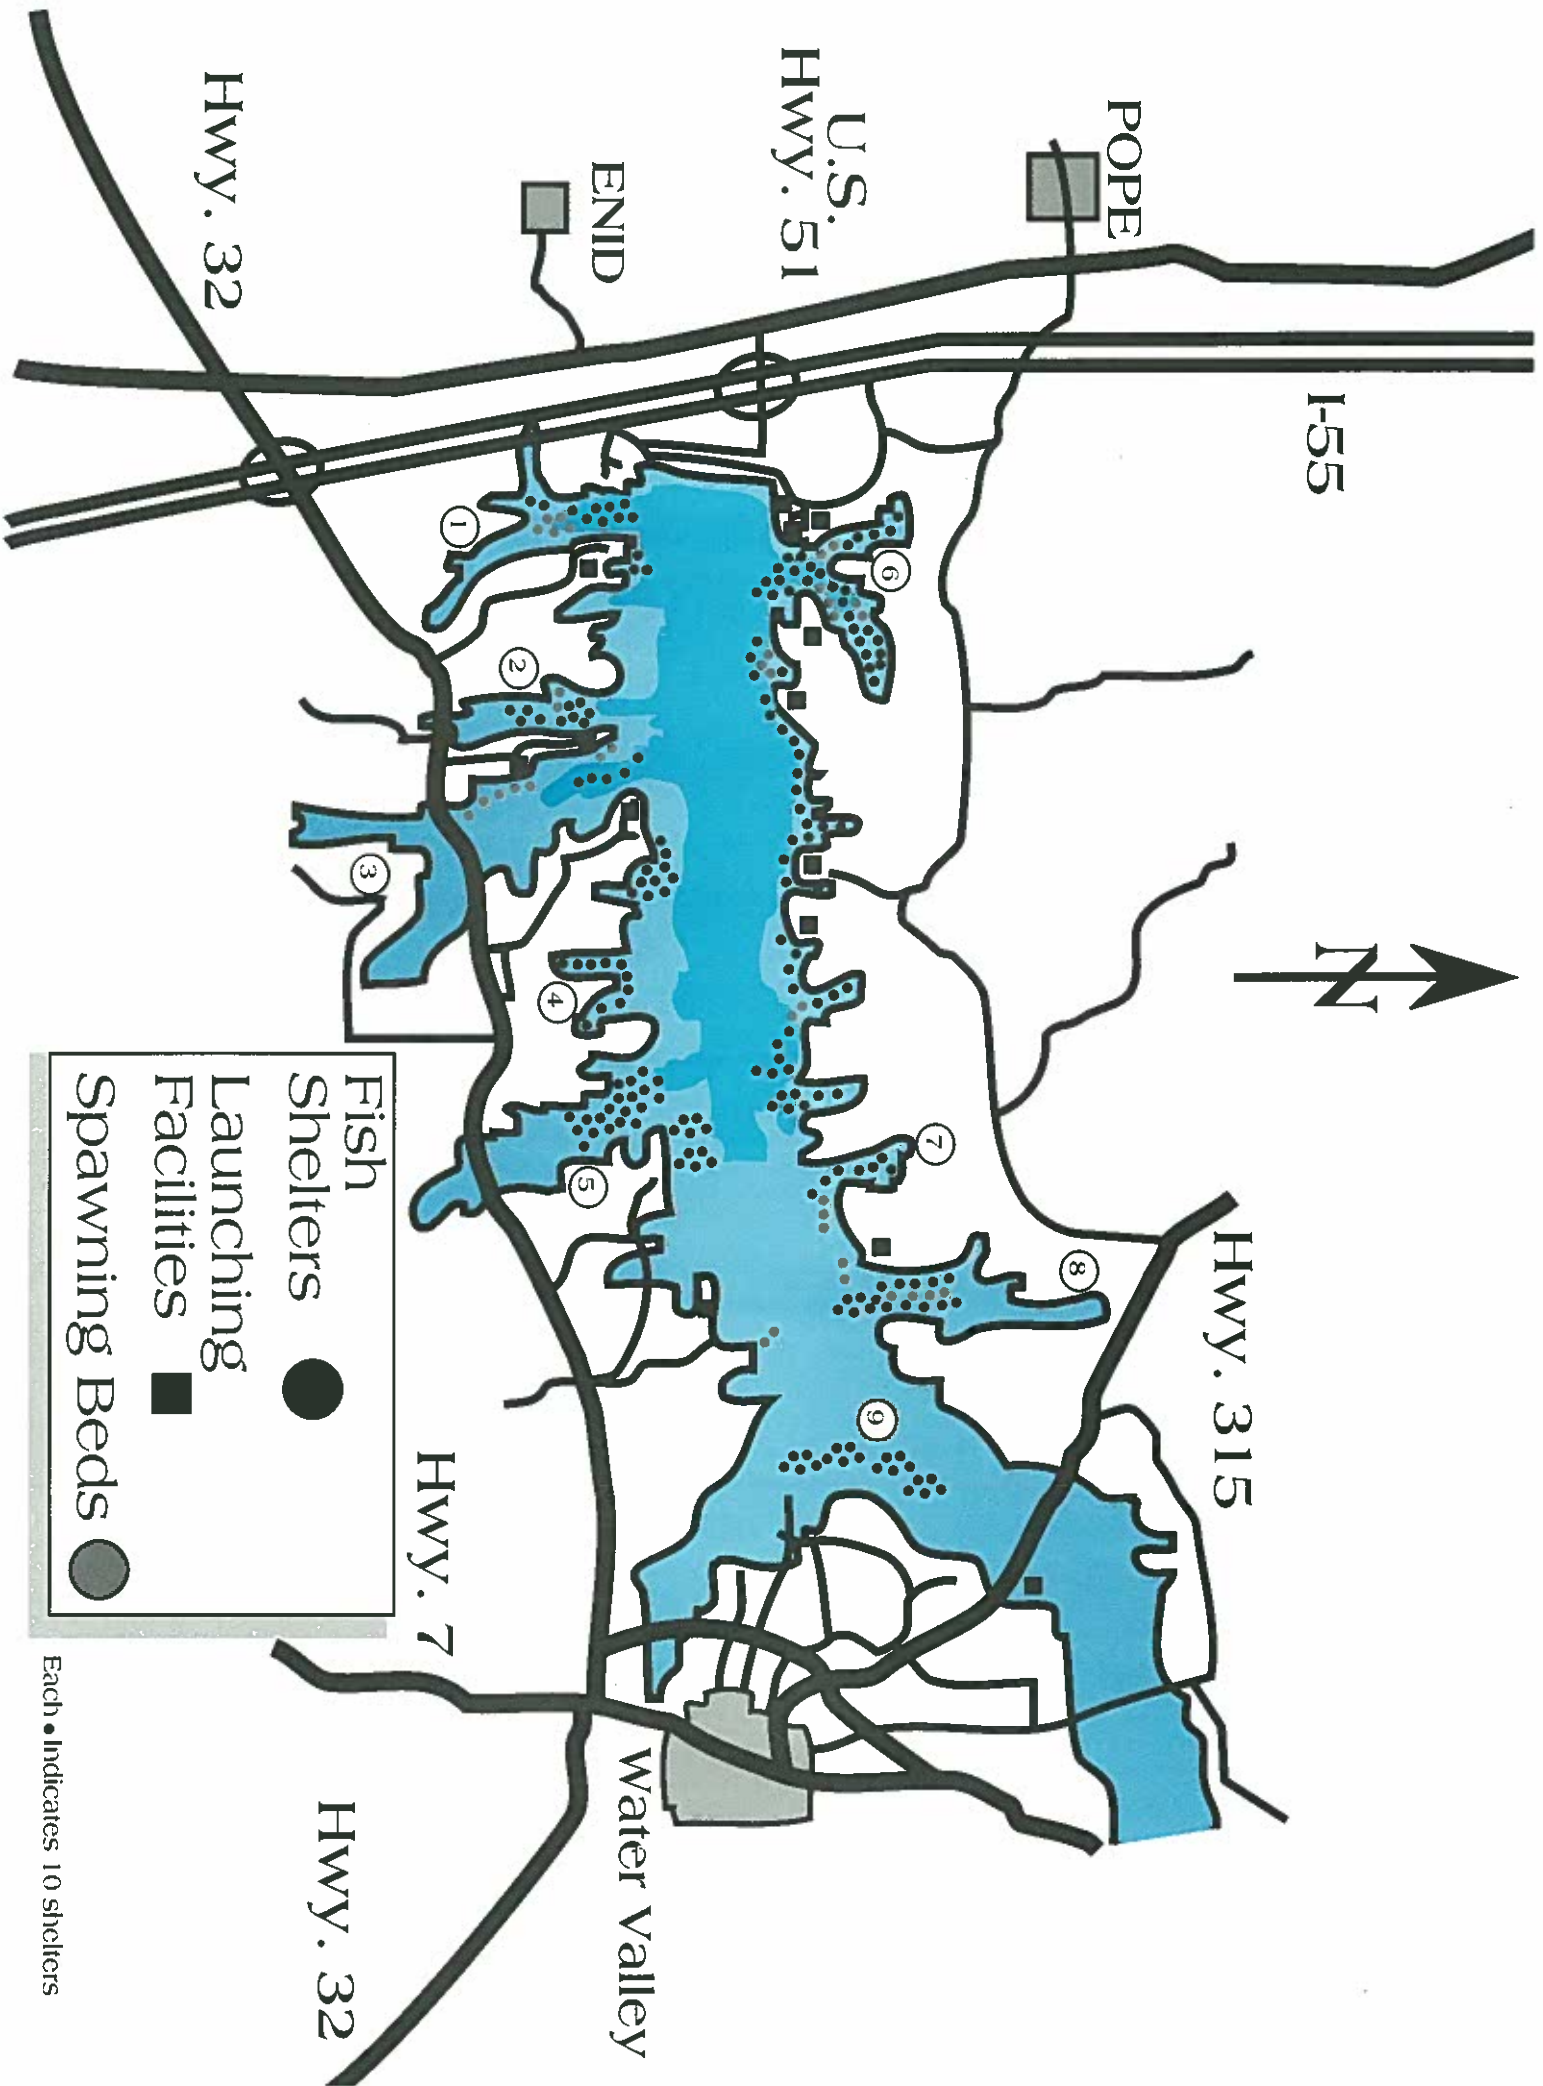 POPE
U.S.
Hwy. 51
ENID
Hwy. 32
I-55
N
Hwy. 315
Hwy. 7
Water Valley
Hwy. 32
1
2
3
4
5
6
7
8
9
Fish
Shelters
Launching
Facilities
Spawning Beds
Each • Indicates 10 shelters